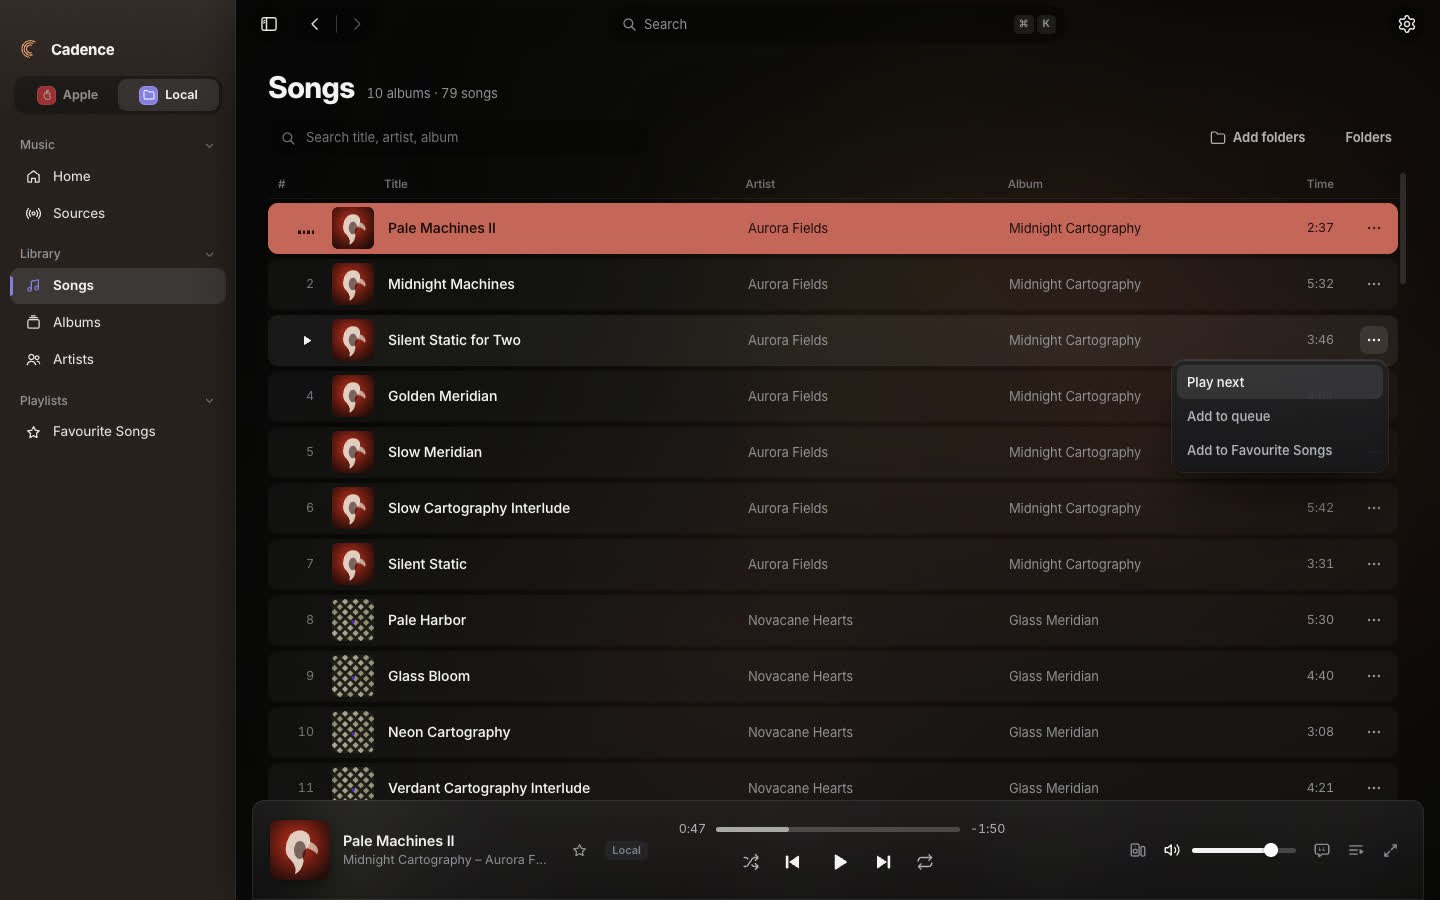 Cadence
Apple
Local
Music
Home
Sources
Library
Songs
Albums
Artists
Playlists
Favourite Songs
Search
⌘ K
Songs
10 albums · 79 songs
Search title, artist, album
Add folders
Folders
# Title Artist Album Time
Pale Machines II Aurora Fields Midnight Cartography 2:37
2 Midnight Machines Aurora Fields Midnight Cartography 5:32
Silent Static for Two Aurora Fields Midnight Cartography 3:46
4 Golden Meridian Aurora Fields Midnight Cartography
5 Slow Meridian Aurora Fields Midnight Cartography
Play next
Add to queue
Add to Favourite Songs
6 Slow Cartography Interlude Aurora Fields Midnight Cartography 5:42
7 Silent Static Aurora Fields Midnight Cartography 3:31
8 Pale Harbor Novacane Hearts Glass Meridian 5:30
9 Glass Bloom Novacane Hearts Glass Meridian 4:40
10 Neon Cartography Novacane Hearts Glass Meridian 3:08
11 Verdant Cartography Interlude Novacane Hearts Glass Meridian 4:21
Pale Machines II
Midnight Cartography – Aurora F...
Local
0:47
-1:50